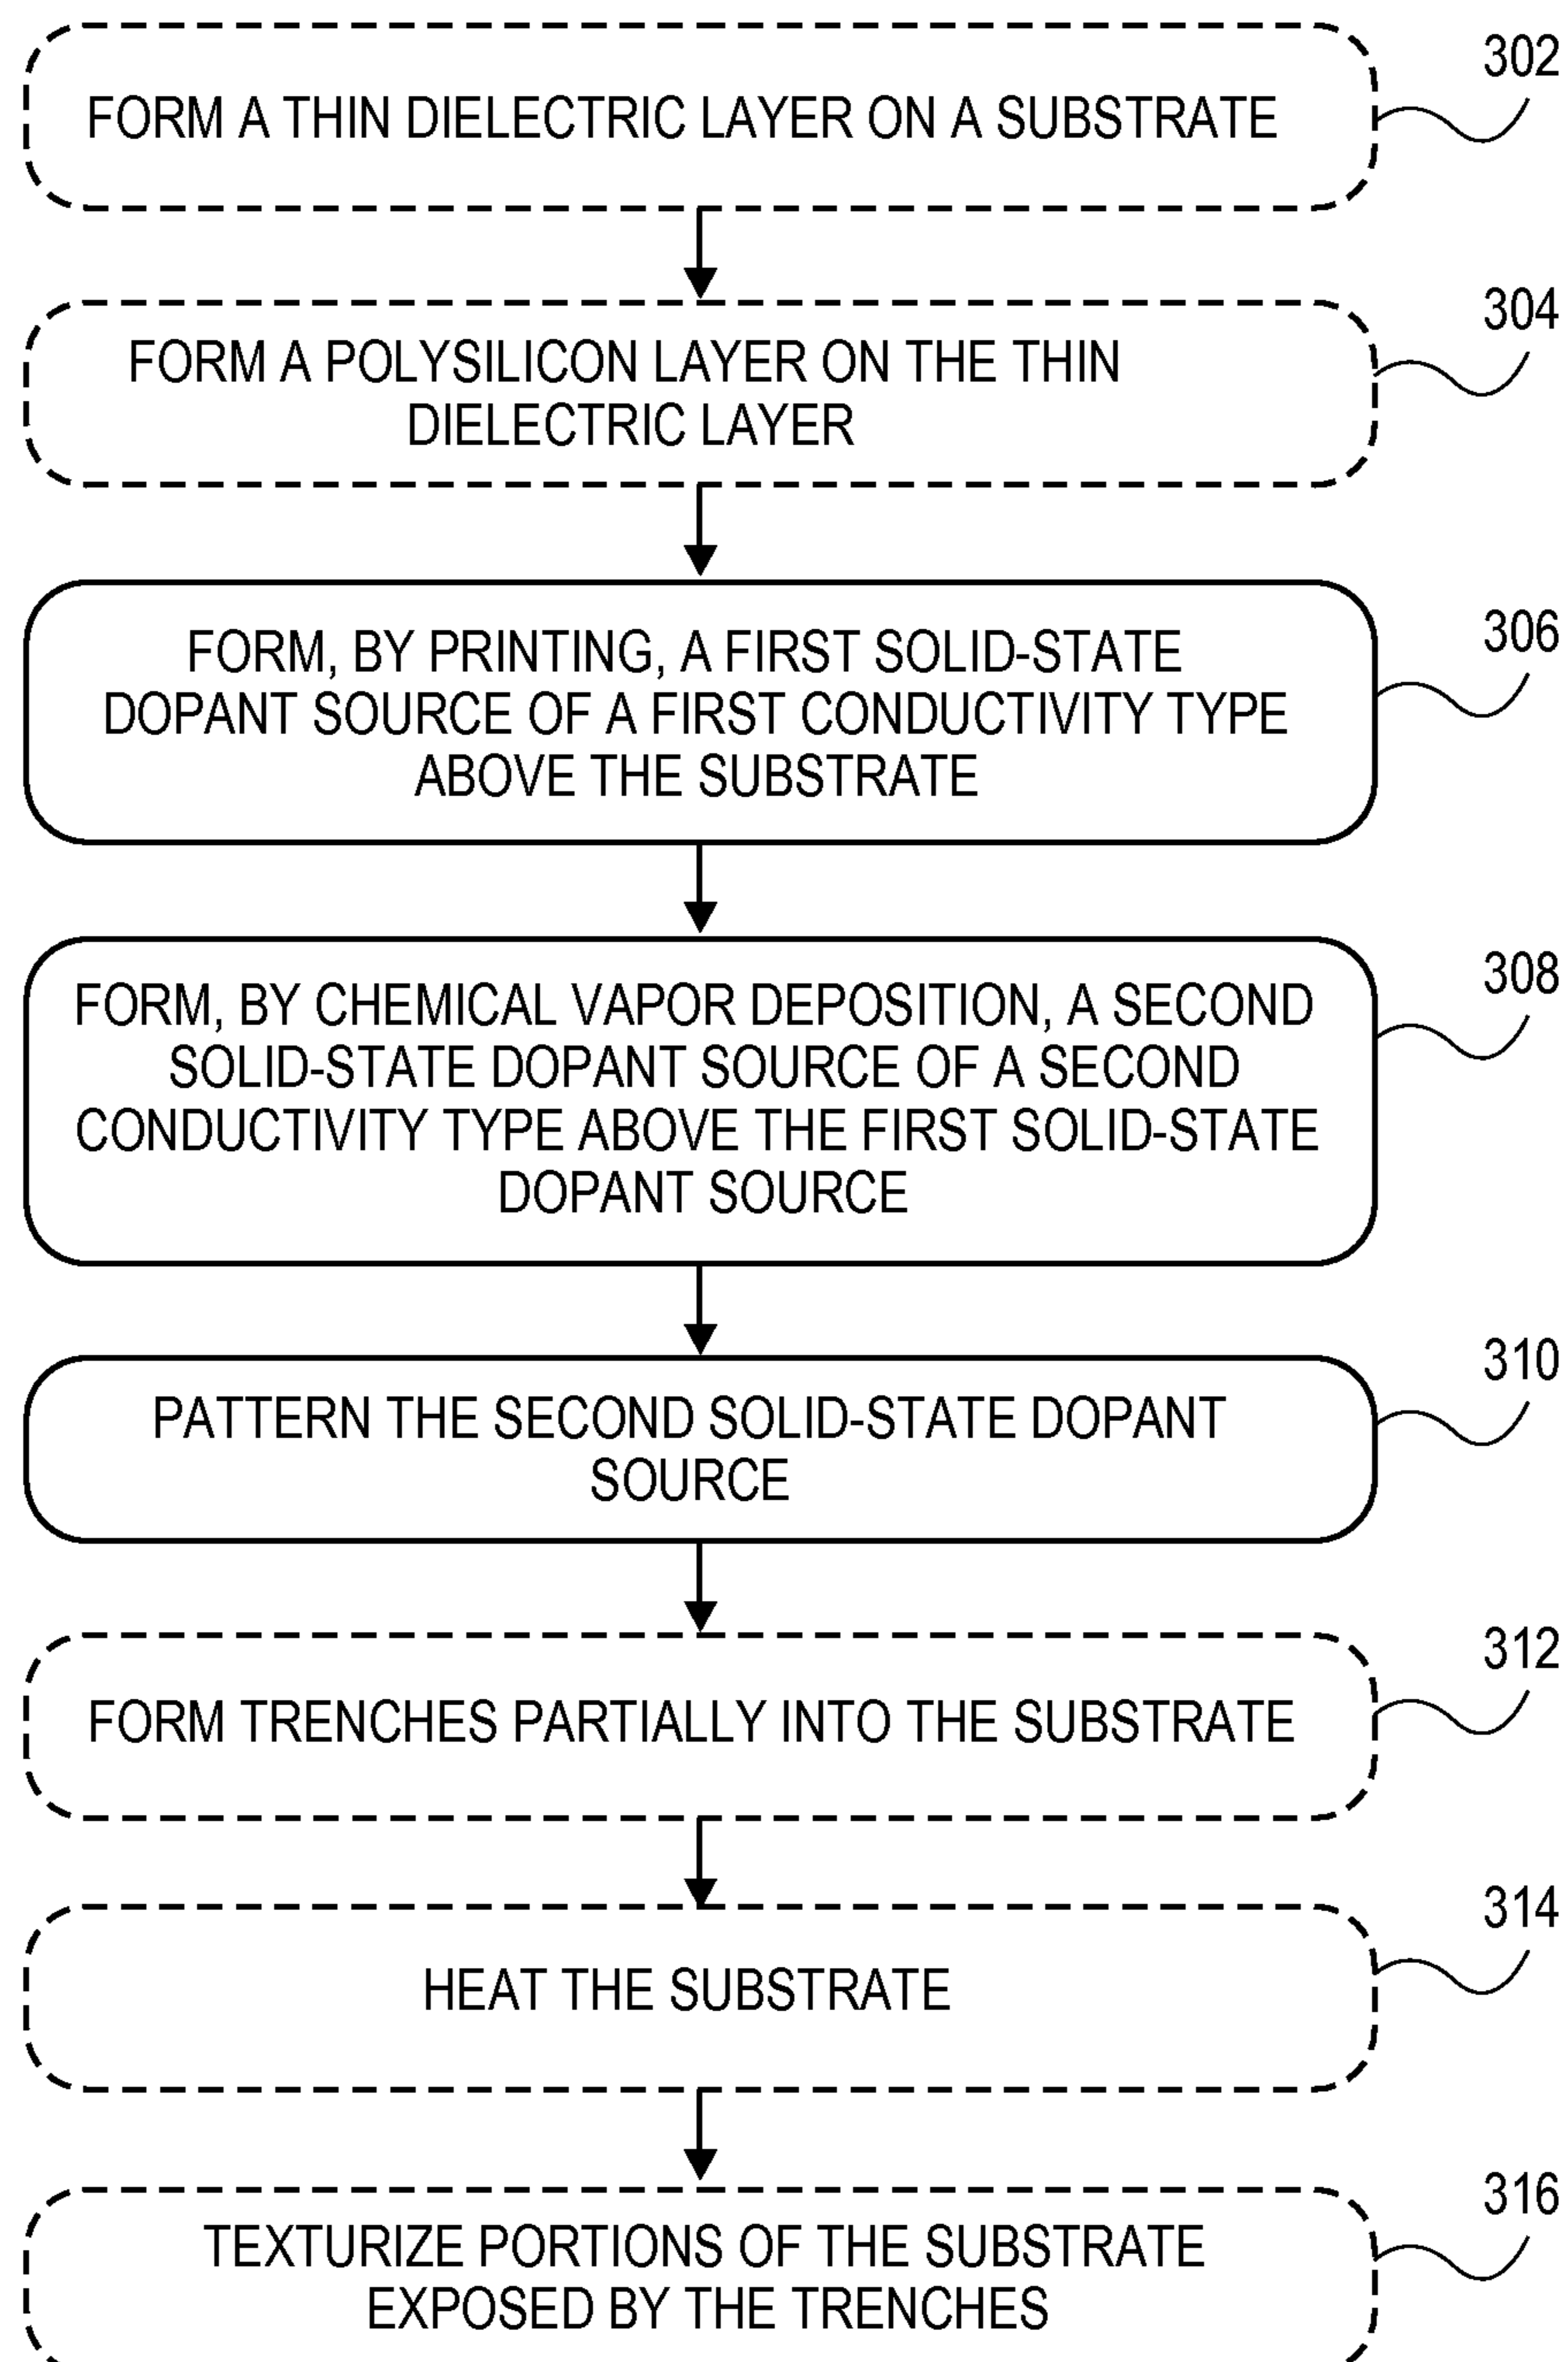 302
FORM A THIN DIELECTRIC LAYER ON A SUBSTRATE
304
FORM A POLYSILICON LAYER ON THE THIN
DIELECTRIC LAYER
306
FORM, BY PRINTING, A FIRST SOLID-STATE
DOPANT SOURCE OF A FIRST CONDUCTIVITY TYPE
ABOVE THE SUBSTRATE
308
FORM, BY CHEMICAL VAPOR DEPOSITION, A SECOND
SOLID-STATE DOPANT SOURCE OF A SECOND
CONDUCTIVITY TYPE ABOVE THE FIRST SOLID-STATE
DOPANT SOURCE
310
PATTERN THE SECOND SOLID-STATE DOPANT
SOURCE
312
FORM TRENCHES PARTIALLY INTO THE SUBSTRATE
314
HEAT THE SUBSTRATE
316
TEXTURIZE PORTIONS OF THE SUBSTRATE
EXPOSED BY THE TRENCHES